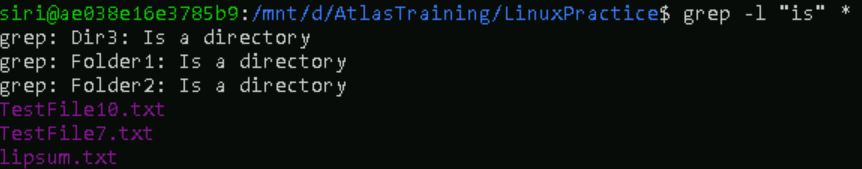 siri@ae038e16e3785b9:/mnt/d/AtlasTraining/LinuxPractice$ grep -l "is" *
grep: Dir3: Is a directory
grep: Folder1: Is a directory
grep: Folder2: Is a directory
TestFile10.txt
TestFile7.txt
lipsum.txt